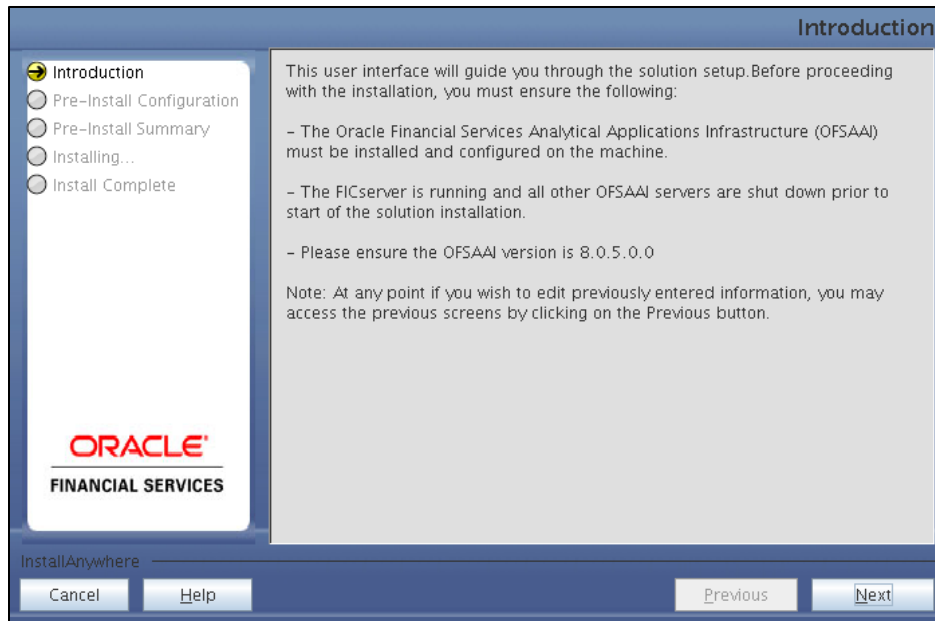 Introduction
Introduction
Pre-Install Configuration
Pre-Install Summary
Installing...
Install Complete
ORACLE'
FINANCIAL SERVICES
This user interface will guide you through the solution setup.Before proceeding
with the installation, you must ensure the following:
- The Oracle Financial Services Analytical Applications Infrastructure (OFSAAI)
must be installed and configured on the machine.
- The FICserver is running and all other OFSAAI servers are shut down prior to
start of the solution installation.
- Please ensure the OFSAAI version is 8.0.5.0.0
Note: At any point if you wish to edit previously entered information, you may
access the previous screens by clicking on the Previous button.
InstallAnywhere
Cancel
Help
Previous
Next